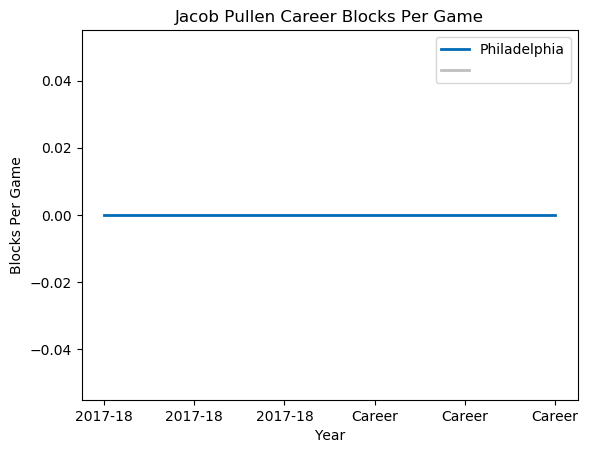 Jacob Pullen Career Blocks Per Game
Philadelphia
0.04
0.02
0.00
−0.02
−0.04
Blocks Per Game
2017-18 2017-18 2017-18 Career Career Career
Year